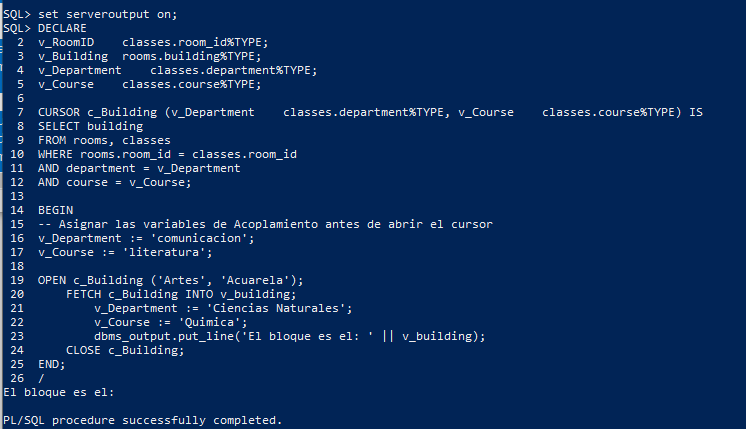 SQL> set serveroutput on;
SQL> DECLARE
  2  v_RoomID    classes.room_id%TYPE;
  3  v_Building  rooms.building%TYPE;
  4  v_Department    classes.department%TYPE;
  5  v_Course    classes.course%TYPE;
  6
  7  CURSOR c_Building (v_Department    classes.department%TYPE, v_Course    classes.course%TYPE) IS
  8  SELECT building
  9  FROM rooms, classes
 10  WHERE rooms.room_id = classes.room_id
 11  AND department = v_Department
 12  AND course = v_Course;
 13
 14  BEGIN
 15  -- Asignar las variables de Acoplamiento antes de abrir el cursor
 16  v_Department := 'comunicacion';
 17  v_Course := 'literatura';
 18
 19  OPEN c_Building ('Artes', 'Acuarela');
 20      FETCH c_Building INTO v_building;
 21          v_Department := 'Ciencias Naturales';
 22          v_Course := 'Quimica';
 23          dbms_output.put_line('El bloque es el: ' || v_building);
 24      CLOSE c_Building;
 25  END;
 26  /
El bloque es el:
PL/SQL procedure successfully completed.